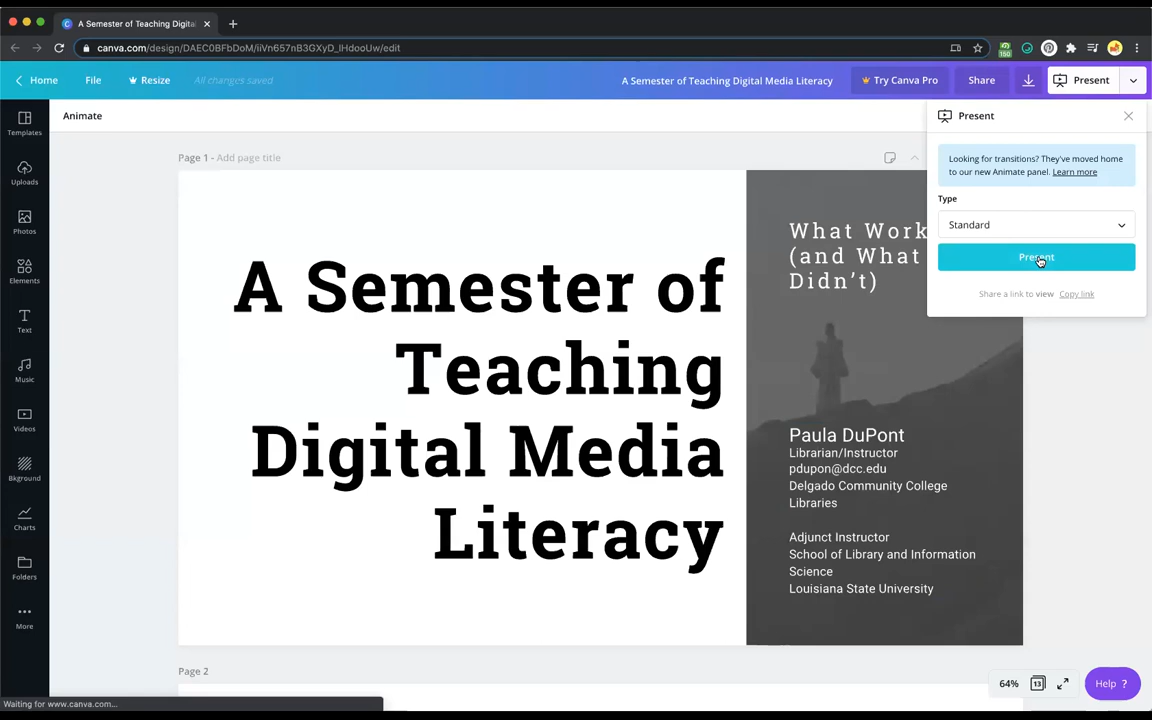 A Semester of Teaching Digita
canva.com/design/DAEC0BFbDoM/iiVn657nB3GXyD_IHdooUw/edit
150
Home
File
Resize
All changes saved
A Semester of Teaching Digital Media Literacy
Try Canva Pro
Share
Present
Animate
Present
Looking for transitions? They've moved home
to our new Animate panel. Learn more
Type
Standard
Present
Share a link to view Copy link
Templates
Uploads
Photos
Elements
Text
Music
Videos
Bkground
Charts
Folders
More
Page 1 - Add page title
A Semester of
Teaching
Digital Media
Literacy
What Work
(and What
Didn't)
Paula DuPont
Librarian/Instructor
pdupon@dcc.edu
Delgado Community College
Libraries
Adjunct Instructor
School of Library and Information
Science
Louisiana State University
Page 2
64%
13
Help ?
Waiting for www.canva.com...